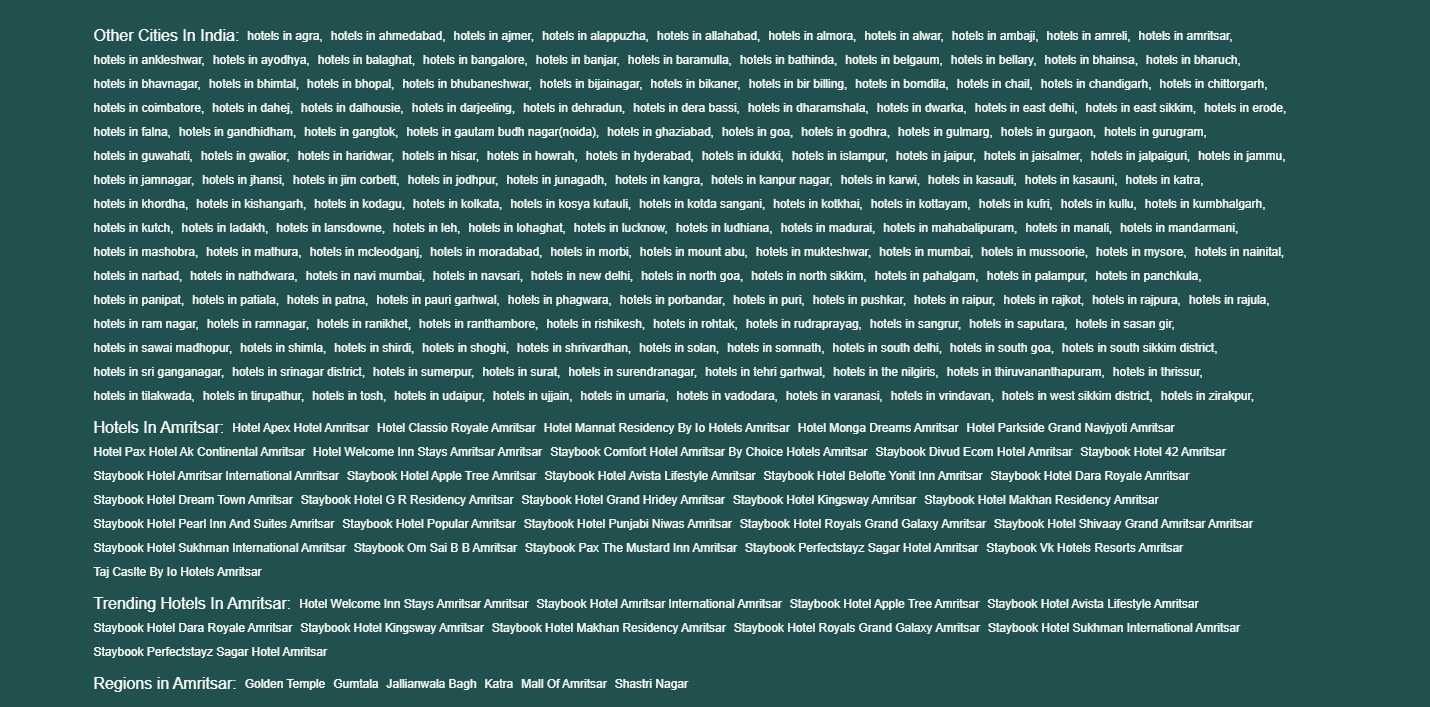 Other Cities In India: hotels in agra, hotels in ahmedabad, hotels in ajmer, hotels in alappuzha, hotels in allahabad, hotels in almora, hotels in alwar, hotels in ambaji, hotels in amreli, hotels in amritsar,
hotels in ankleshwar, hotels in ayodhya, hotels in balaghat, hotels in bangalore, hotels in banjar, hotels in baramulla, hotels in bathinda, hotels in belgaum, hotels in bellary, hotels in bhainsa, hotels in bharuch,
hotels in bhavnagar, hotels in bhimtal, hotels in bhopal, hotels in bhubaneshwar, hotels in bijainagar, hotels in bikaner, hotels in bir billing, hotels in bomdila, hotels in chail, hotels in chandigarh, hotels in chittorgarh,
hotels in coimbatore, hotels in dahej, hotels in dalhousie, hotels in darjeeling, hotels in dehradun, hotels in dera bassi, hotels in dharamshala, hotels in dwarka, hotels in east delhi, hotels in east sikkim, hotels in erode,
hotels in falna, hotels in gandhidham, hotels in gangtok, hotels in gautam budh nagar(noida), hotels in ghaziabad, hotels in goa, hotels in godhra, hotels in gulmarg, hotels in gurgaon, hotels in gurugram,
hotels in guwahati, hotels in gwalior, hotels in haridwar, hotels in hisar, hotels in howrah, hotels in hyderabad, hotels in idukki, hotels in islampur, hotels in jaipur, hotels in jaisalmer, hotels in jalpaiguri, hotels in jammu,
hotels in jamnagar, hotels in jhansi, hotels in jim corbett, hotels in jodhpur, hotels in junagadh, hotels in kangra, hotels in kanpur nagar, hotels in karwi, hotels in kasauli, hotels in kasauni, hotels in katra,
hotels in khordha, hotels in kishangarh, hotels in kodagu, hotels in kolkata, hotels in kosya kutauli, hotels in kotda sangani, hotels in kotkhai, hotels in kottayam, hotels in kufri, hotels in kullu, hotels in kumbhalgarh,
hotels in kutch, hotels in ladakh, hotels in lansdowne, hotels in leh, hotels in lohaghat, hotels in lucknow, hotels in ludhiana, hotels in madurai, hotels in mahabalipuram, hotels in manali, hotels in mandarmani,
hotels in mashobra, hotels in mathura, hotels in mcleodganj, hotels in moradabad, hotels in morbi, hotels in mount abu, hotels in mukteshwar, hotels in mumbai, hotels in mussoorie, hotels in mysore, hotels in nainital,
hotels in narbad, hotels in nathdwara, hotels in navi mumbai, hotels in navsari, hotels in new delhi, hotels in north goa, hotels in north sikkim, hotels in pahalgam, hotels in palampur, hotels in panchkula,
hotels in panipat, hotels in patiala, hotels in patna, hotels in pauri garhwal, hotels in phagwara, hotels in porbandar, hotels in puri, hotels in pushkar, hotels in raipur, hotels in rajkot, hotels in rajpura, hotels in rajula,
hotels in ram nagar, hotels in ramnagar, hotels in ranikhet, hotels in ranthambore, hotels in rishikesh, hotels in rohtak, hotels in rudraprayag, hotels in sangrur, hotels in saputara, hotels in sasan gir,
hotels in sawai madhopur, hotels in shimla, hotels in shirdi, hotels in shoghi, hotels in shrivardhan, hotels in solan, hotels in somnath, hotels in south delhi, hotels in south goa, hotels in south sikkim district,
hotels in sri ganganagar, hotels in srinagar district, hotels in sumerpur, hotels in surat, hotels in surendranagar, hotels in tehri garhwal, hotels in the nilgiris, hotels in thiruvananthapuram, hotels in thrissur,
hotels in tilakwada, hotels in tirupathur, hotels in tosh, hotels in udaipur, hotels in ujjain, hotels in umaria, hotels in vadodara, hotels in varanasi, hotels in vrindavan, hotels in west sikkim district, hotels in zirakpur,
Hotels In Amritsar: Hotel Apex Hotel Amritsar Hotel Classio Royale Amritsar Hotel Mannat Residency By Io Hotels Amritsar Hotel Monga Dreams Amritsar Hotel Parkside Grand Navjyoti Amritsar
Hotel Pax Hotel Ak Continental Amritsar Hotel Welcome Inn Stays Amritsar Amritsar Staybook Comfort Hotel Amritsar By Choice Hotels Amritsar Staybook Divud Ecom Hotel Amritsar Staybook Hotel 42 Amritsar
Staybook Hotel Amritsar International Amritsar Staybook Hotel Apple Tree Amritsar Staybook Hotel Avista Lifestyle Amritsar Staybook Hotel Belofte Yonit Inn Amritsar Staybook Hotel Dara Royale Amritsar
Staybook Hotel Dream Town Amritsar Staybook Hotel G R Residency Amritsar Staybook Hotel Grand Hridey Amritsar Staybook Hotel Kingsway Amritsar Staybook Hotel Makhan Residency Amritsar
Staybook Hotel Pearl Inn And Suites Amritsar Staybook Hotel Popular Amritsar Staybook Hotel Punjabi Niwas Amritsar Staybook Hotel Royals Grand Galaxy Amritsar Staybook Hotel Shivaay Grand Amritsar Amritsar
Staybook Hotel Sukhman International Amritsar Staybook Om Sai B B Amritsar Staybook Pax The Mustard Inn Amritsar Staybook Perfectstayz Sagar Hotel Amritsar Staybook Vk Hotels Resorts Amritsar
Taj Caslte By Io Hotels Amritsar
Trending Hotels In Amritsar: Hotel Welcome Inn Stays Amritsar Amritsar Staybook Hotel Amritsar International Amritsar Staybook Hotel Apple Tree Amritsar Staybook Hotel Avista Lifestyle Amritsar
Staybook Hotel Dara Royale Amritsar Staybook Hotel Kingsway Amritsar Staybook Hotel Makhan Residency Amritsar Staybook Hotel Royals Grand Galaxy Amritsar Staybook Hotel Sukhman International Amritsar
Staybook Perfectstayz Sagar Hotel Amritsar
Regions in Amritsar: Golden Temple Gumtala Jallianwala Bagh Katra Mall Of Amritsar Shastri Nagar